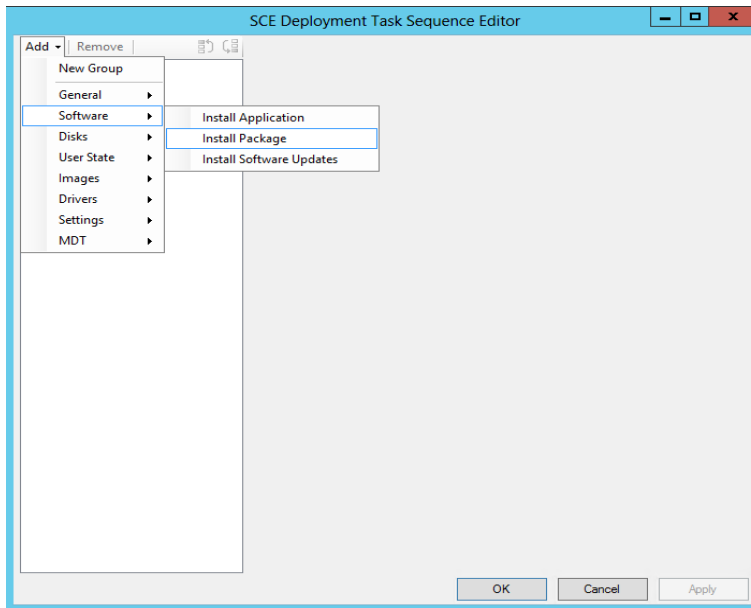 SCE Deployment Task Sequence Editor
Add Remove
New Group
General
Software
Install Application
Disks
Install Package
User State
Install Software Updates
Images
Drivers
Settings
MDT
OK Cancel Apply